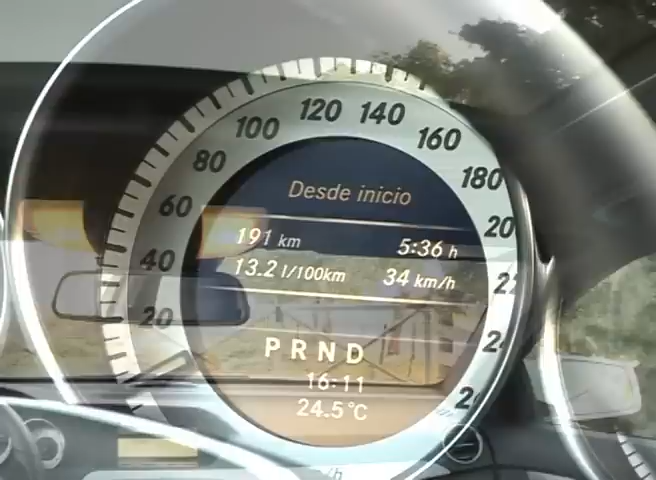 120 140
100 160
80 180
60
40
20
Desde inicio
191 km 5:36 h
13.2 l/100km 34 km/h
P R N D
16:11
24.5°C